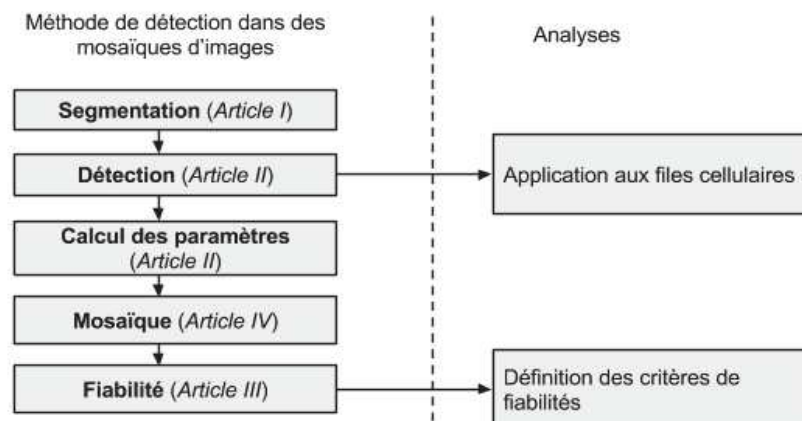 Méthode de détection dans des
mosaïques d'images
Analyses
Segmentation (Article I)
Détection (Article II)
Application aux files cellulaires
Calcul des paramètres
(Article II)
Mosaïque (Article IV)
Fiabilité (Article III)
Définition des critères de
fiabilités